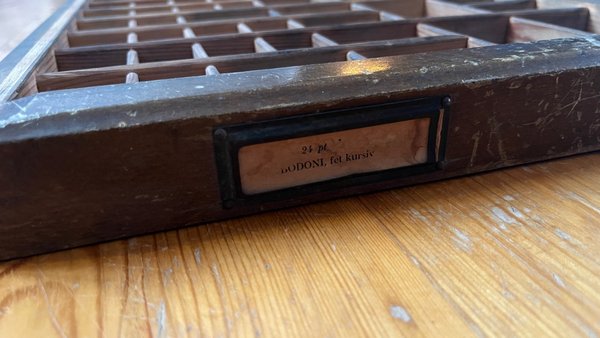 24 pt.
BODONI, fet kursiv